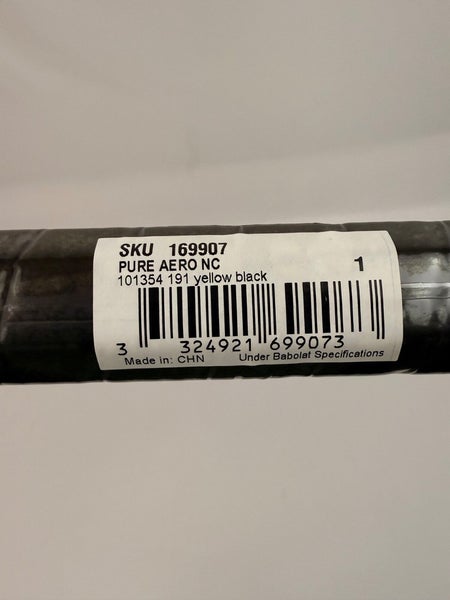 SKU 169907
PURE AERO NC 1
101354 191 yellow black
3 324921 699073
Made in: CHN Under Babolat Specifications